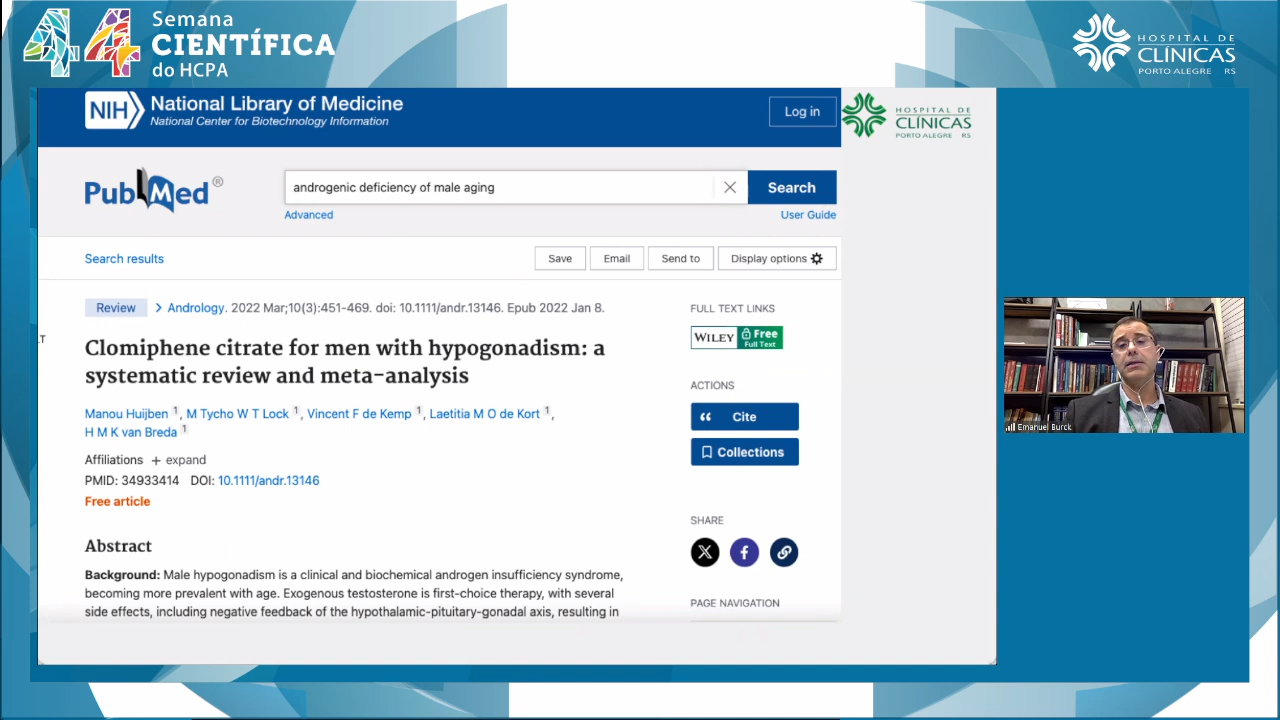 44 Semana
CIENTÍFICA
do HCPA
HOSPITAL DE
CLÍNICAS
PORTO ALEGRE RS
NIH National Library of Medicine
National Center for Biotechnology Information
Log in
HOSPITAL DE
CLÍNICAS
PORTO ALEGRE RS
PubMed®
androgenic deficiency of male aging
Search
Advanced
User Guide
Search results
Save
Email
Send to
Display options
Review
Andrology. 2022 Mar;10(3):451-469. doi: 10.1111/andr.13146. Epub 2022 Jan 8.
LT
Clomiphene citrate for men with hypogonadism: a
systematic review and meta-analysis
Manou Huijben 1, M Tycho W T Lock 1, Vincent F de Kemp 1, Laetitia M O de Kort 1,
H M K van Breda 1
Affiliations + expand
PMID: 34933414 DOI: 10.1111/andr.13146
Free article
Abstract
Background: Male hypogonadism is a clinical and biochemical androgen insufficiency syndrome,
becoming more prevalent with age. Exogenous testosterone is first-choice therapy, with several
side effects, including negative feedback of the hypothalamic-pituitary-gonadal axis, resulting in
FULL TEXT LINKS
WILEY Free
Full Text
ACTIONS
Cite
Collections
SHARE
PAGE NAVIGATION
Emanuel Burck